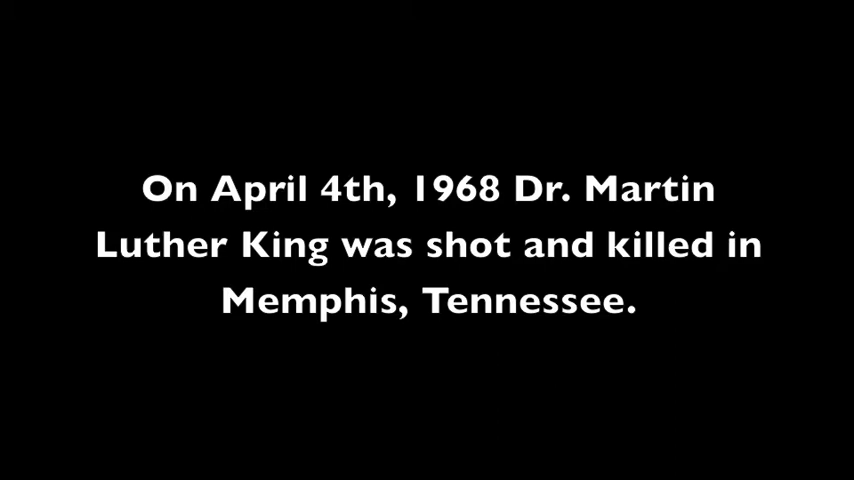 On April 4th, 1968 Dr. Martin
Luther King was shot and killed in
Memphis, Tennessee.